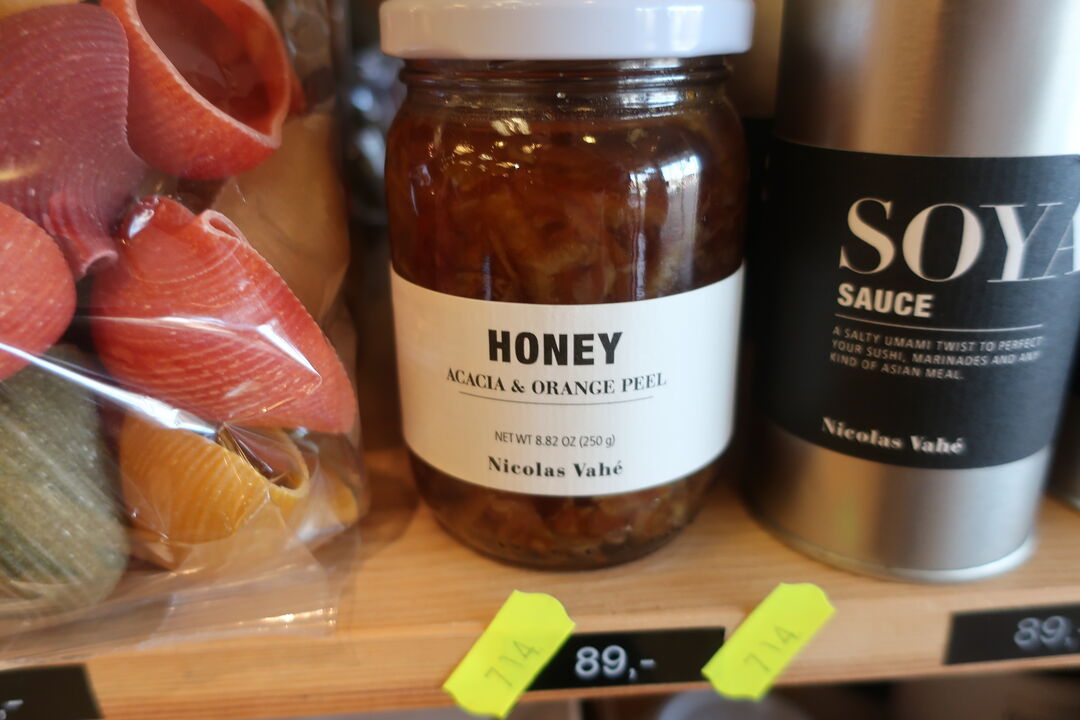 HONEY
ACACIA & ORANGE PEEL
NET WT 8.82 OZ (250 g)
Nicolas Vahé
SOYA
SAUCE
A SALTY UMAMI TWIST TO PERFECT
YOUR SUSHI, MARINADES AND ANY
KIND OF ASIAN MEAL.
Nicolas Vahé
714
89,-
714
89,-